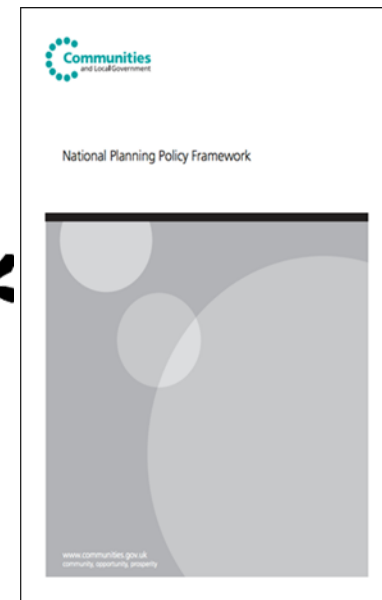 Communities
and Local Government
National Planning Policy Framework
www.communities.gov.uk
community, opportunity, prosperity